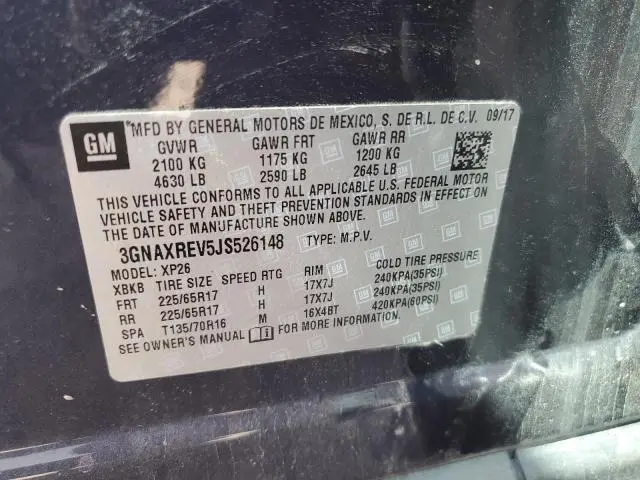 GM
*MFD BY GENERAL MOTORS DE MEXICO, S. DE R.L. DE C.V. 09/17
GVWR GAWR FRT GAWR RR
2100 KG 1175 KG 1200 KG
4630 LB 2590 LB 2645 LB
THIS VEHICLE CONFORMS TO ALL APPLICABLE U.S. FEDERAL MOTOR
VEHICLE SAFETY AND THEFT PREVENTION STANDARDS IN EFFECT ON
THE DATE OF MANUFACTURE SHOWN ABOVE.
3GNAXREV5JS526148 TYPE: M.P.V.
MODEL: XP26
XBKB TIRE SIZE SPEED RTG RIM COLD TIRE PRESSURE
FRT 225/65R17 H 17X7J 240KPA(35PSI)
RR 225/65R17 H 17X7J 240KPA(35PSI)
SPA T135/70R16 M 16X4BT 420KPA(60PSI)
SEE OWNER'S MANUAL FOR MORE INFORMATION.